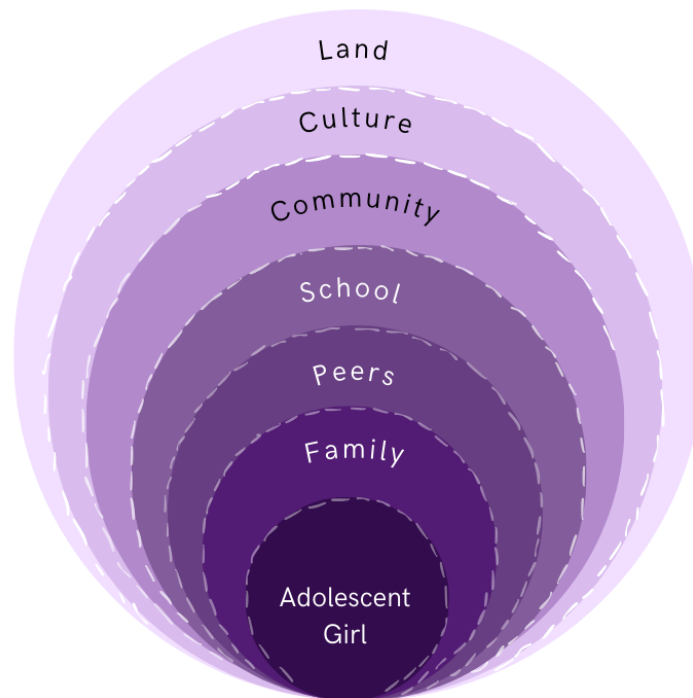 Land
Culture
Community
School
Peers
Family
Adolescent
Girl